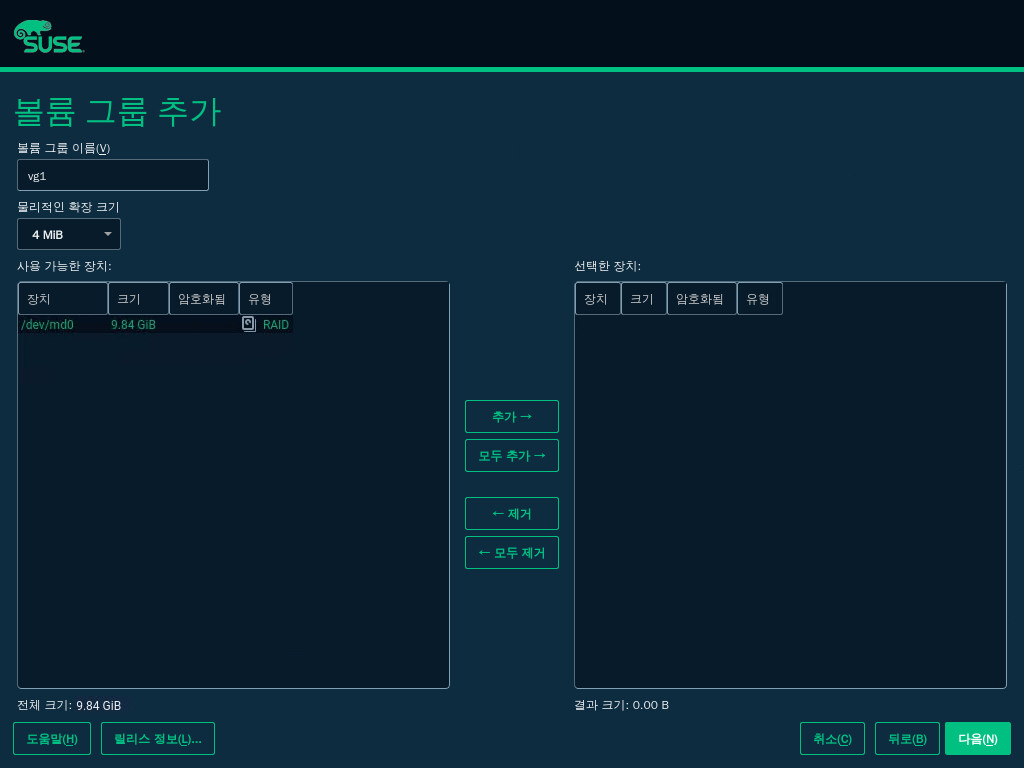 SUSE
볼륨 그룹 추가
볼륨 그룹 이름(V)
vg1
물리적인 확장 크기
4 MiB
사용 가능한 장치:
선택한 장치:
장치 크기 암호화됨 유형
장치 크기 암호화됨 유형
/dev/md0 9.84 GiB RAID
추가 →
모두 추가 →
← 제거
← 모두 제거
전체 크기: 9.84 GiB
결과 크기: 0.00 B
도움말(H) 릴리스 정보(L)... 취소(C) 뒤로(B) 다음(N)